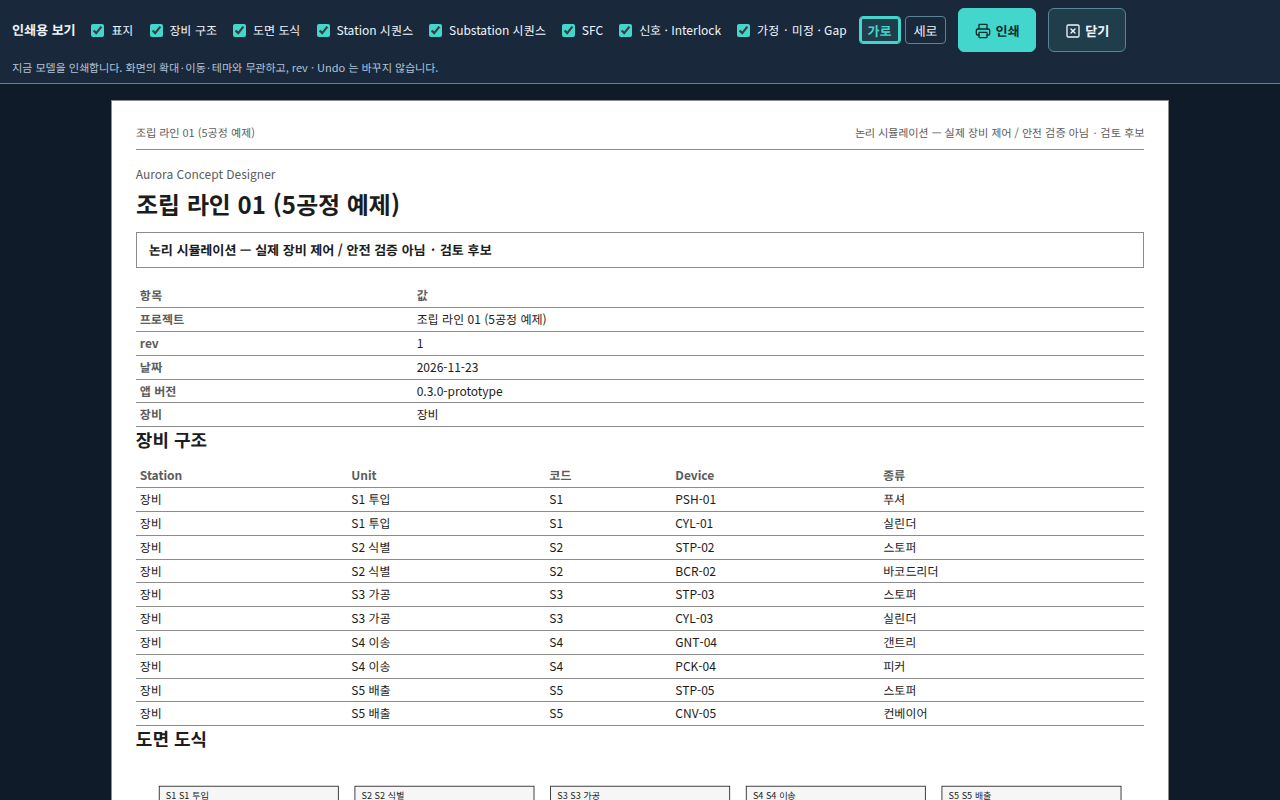 인쇄용 보기 표지 장비 구조 도면 도식 Station 시퀀스 Substation 시퀀스 SFC 신호 · Interlock 가정 · 미정 · Gap 가로 세로 인쇄 닫기
지금 모델을 인쇄합니다. 화면의 확대·이동·테마와 무관하고, rev · Undo 는 바꾸지 않습니다.
조립 라인 01 (5공정 예제) 논리 시뮬레이션 — 실제 장비 제어 / 안전 검증 아님 · 검토 후보
Aurora Concept Designer
조립 라인 01 (5공정 예제)
논리 시뮬레이션 — 실제 장비 제어 / 안전 검증 아님 · 검토 후보
항목 값
프로젝트 조립 라인 01 (5공정 예제)
rev 1
날짜 2026-11-23
앱 버전 0.3.0-prototype
장비 장비
장비 구조
Station Unit 코드 Device 종류
장비 S1 투입 S1 PSH-01 푸셔
장비 S1 투입 S1 CYL-01 실린더
장비 S2 식별 S2 STP-02 스토퍼
장비 S2 식별 S2 BCR-02 바코드리더
장비 S3 가공 S3 STP-03 스토퍼
장비 S3 가공 S3 CYL-03 실린더
장비 S4 이송 S4 GNT-04 갠트리
장비 S4 이송 S4 PCK-04 피커
장비 S5 배출 S5 STP-05 스토퍼
장비 S5 배출 S5 CNV-05 컨베이어
도면 도식
S1 S1 투입 S2 S2 식별 S3 S3 가공 S4 S4 이송 S5 S5 배출